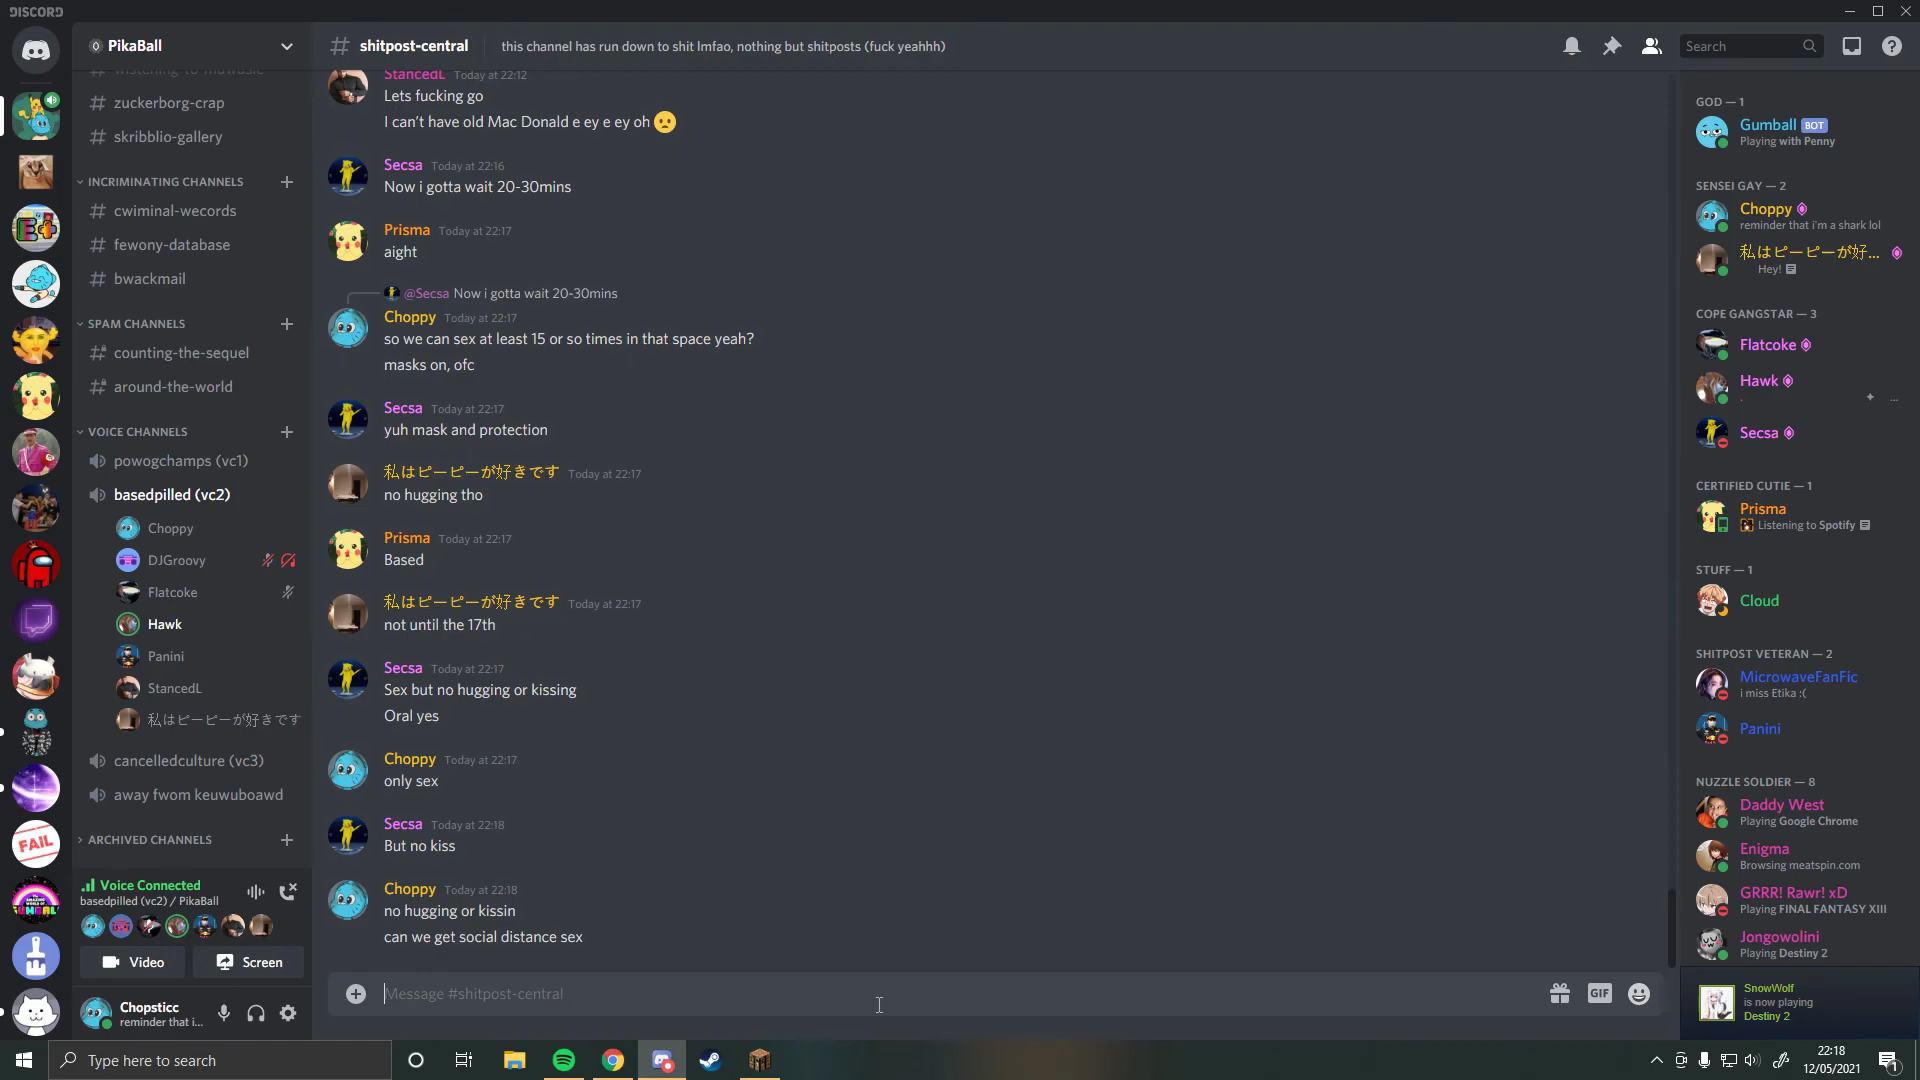 DISCORD
Pikaball
zuckerborg-crap
skribblio-gallery
INCRIMINATING CHANNELS
cwiminal-wecords
fewony-database
bwackmail
SPAM CHANNELS
counting-the-sequel
around-the-world
VOICE CHANNELS
powogchamps (vc1)
basedpilled (vc2)
Choppy
DJGroovy
Flatcoke
Hawk
Panini
StancedL
私はピーピーが好きです
cancelledculture (vc3)
away fwom keuwuboawd
ARCHIVED CHANNELS
Voice Connected
basedpilled (vc2) / PikaBall
Video
Screen
Chopsticc
reminder that i...
shitpost-central
this channel has run down to shit lmfao, nothing but shitposts (fuck yeahhh)
Search
StancedL Today at 22:12
Lets fucking go
I can't have old Mac Donald e ey e ey oh
Secsa Today at 22:16
Now i gotta wait 20-30mins
Prisma Today at 22:17
aight
@Secsa Now i gotta wait 20-30mins
Choppy Today at 22:17
so we can sex at least 15 or so times in that space yeah?
masks on, ofc
Secsa Today at 22:17
yuh mask and protection
私はピーピーが好きです Today at 22:17
no hugging tho
Prisma Today at 22:17
Based
私はピーピーが好きです Today at 22:17
not until the 17th
Secsa Today at 22:17
Sex but no hugging or kissing
Oral yes
Choppy Today at 22:17
only sex
Secsa Today at 22:18
But no kiss
Choppy Today at 22:18
no hugging or kissin
can we get social distance sex
Message #shitpost-central
GIF
GOD — 1
Gumball BOT
Playing with Penny
SENSEI GAY — 2
Choppy
reminder that i'm a shark lol
私はピーピーが好...
Hey!
COPE GANGSTAR — 3
Flatcoke
Hawk
. ✦ ...
Secsa
CERTIFIED CUTIE — 1
Prisma
Listening to Spotify
STUFF — 1
Cloud
SHITPOST VETERAN — 2
MicrowaveFanFic
i miss Etika :(
Panini
NUZZLE SOLDIER — 8
Daddy West
Playing Google Chrome
Enigma
Browsing meatspin.com
GRRR! Rawr! xD
Playing FINAL FANTASY XIII
Jongowolini
Playing Destiny 2
SnowWolf
is now playing
Destiny 2
FAIL
Type here to search
22:18
12/05/2021
1